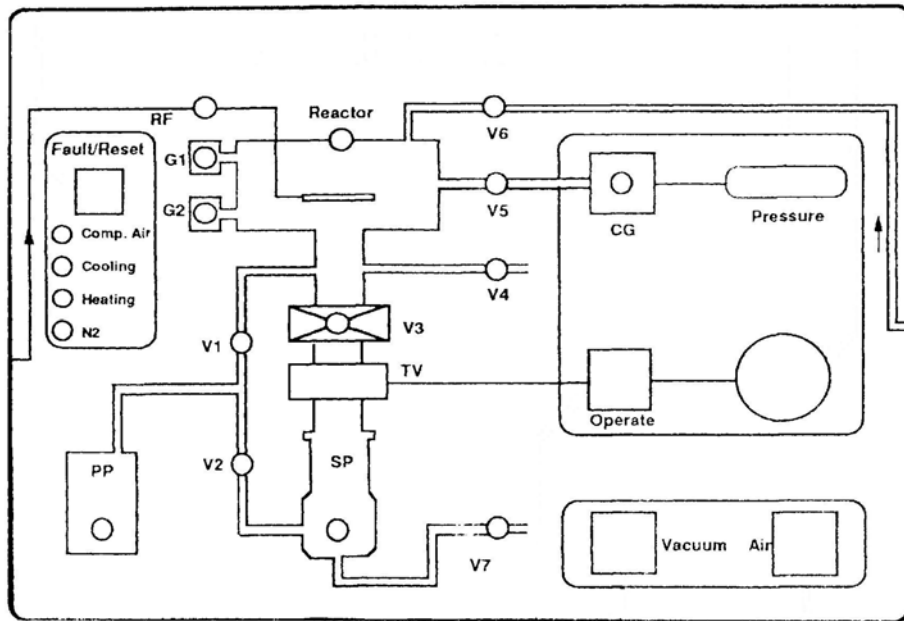 RF
Reactor
V6
Fault/Reset
G1
G2
V5
CG
Pressure
Comp. Air
Cooling
Heating
N2
V4
V3
V1
TV
Operate
PP
V2
SP
V7
Vacuum
Air